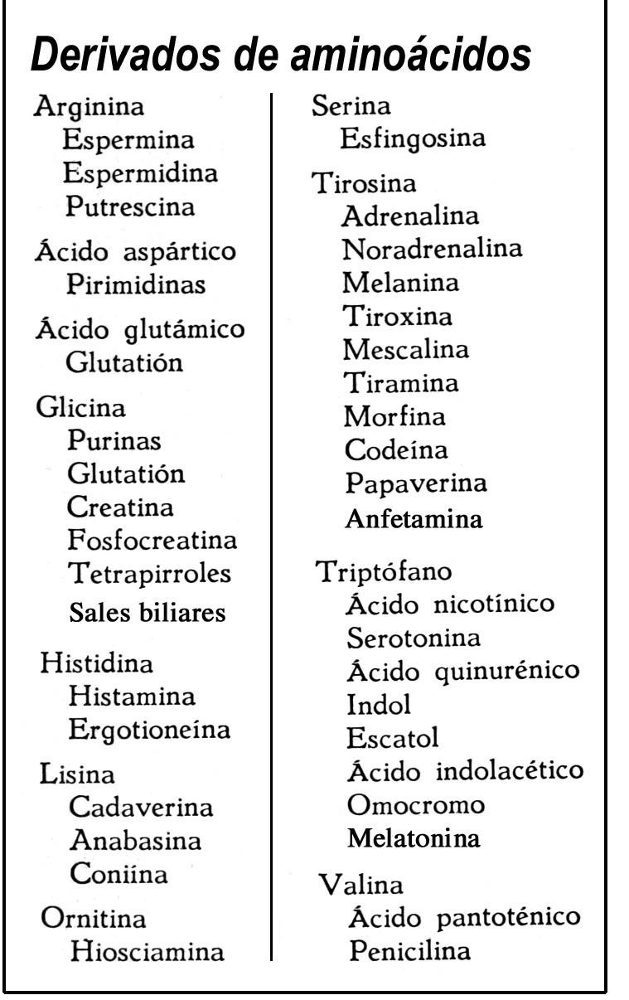 Derivados de aminoácidos
Arginina
Espermina
Espermidina
Putrescina
Ácido aspártico
Pirimidinas
Ácido glutámico
Glutatión
Glicina
Purinas
Glutatión
Creatina
Fosfocreatina
Tetrapirroles
Sales biliares
Histidina
Histamina
Ergotioneína
Lisina
Cadaverina
Anabasina
Coniína
Ornitina
Hiosciamina
Serina
Esfingosina
Tirosina
Adrenalina
Noradrenalina
Melanina
Tiroxina
Mescalina
Tiramina
Morfina
Codeína
Papaverina
Anfetamina
Triptófano
Ácido nicotínico
Serotonina
Ácido quinurénico
Indol
Escatol
Ácido indolacético
Omocromo
Melatonina
Valina
Ácido pantoténico
Penicilina